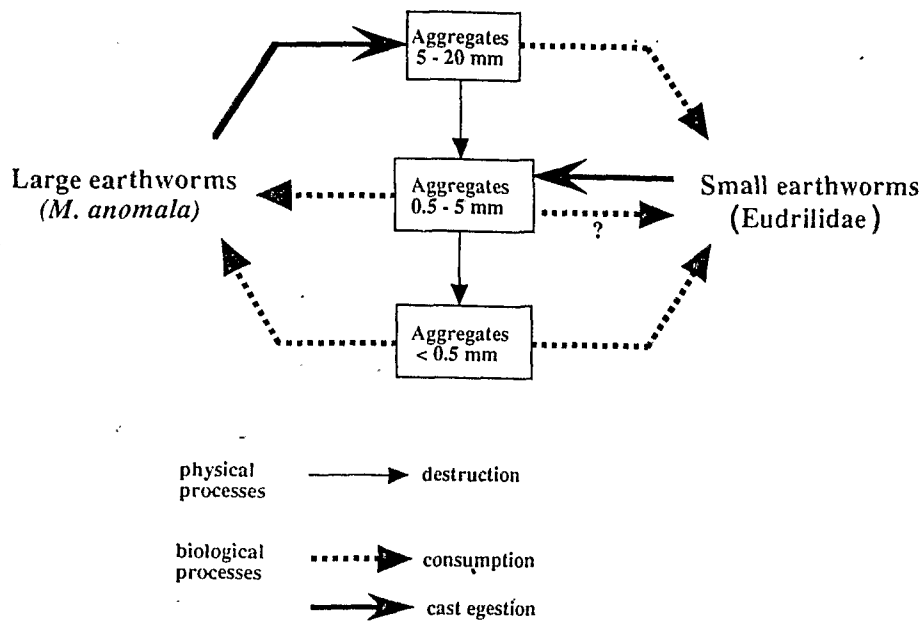 Aggregates
5 - 20 mm
Large earthworms
(M. anomala)
Aggregates
0.5 - 5 mm
?
Small earthworms
(Eudrilidae)
Aggregates
< 0.5 mm
physical
processes
destruction
biological
processes
consumption
cast egestion